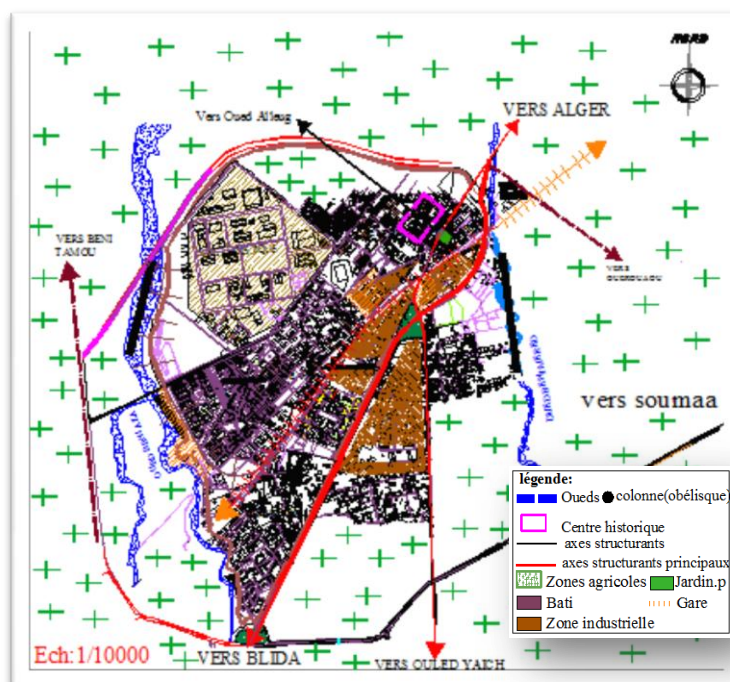 NORD
VERS ALGER
Vers Oued Alleug
VERS BENI
TAMOU
VERS
GUEROUAOU
vers soumaa
légende:
Oueds
colonne(obélisque)
Centre historique
axes structurants
axes structurants principaux
Zones agricoles
Jardin.p
Bati
Gare
Zone industrielle
Ech:1/10000
VERS BLIDA
VERS OULED YAICH